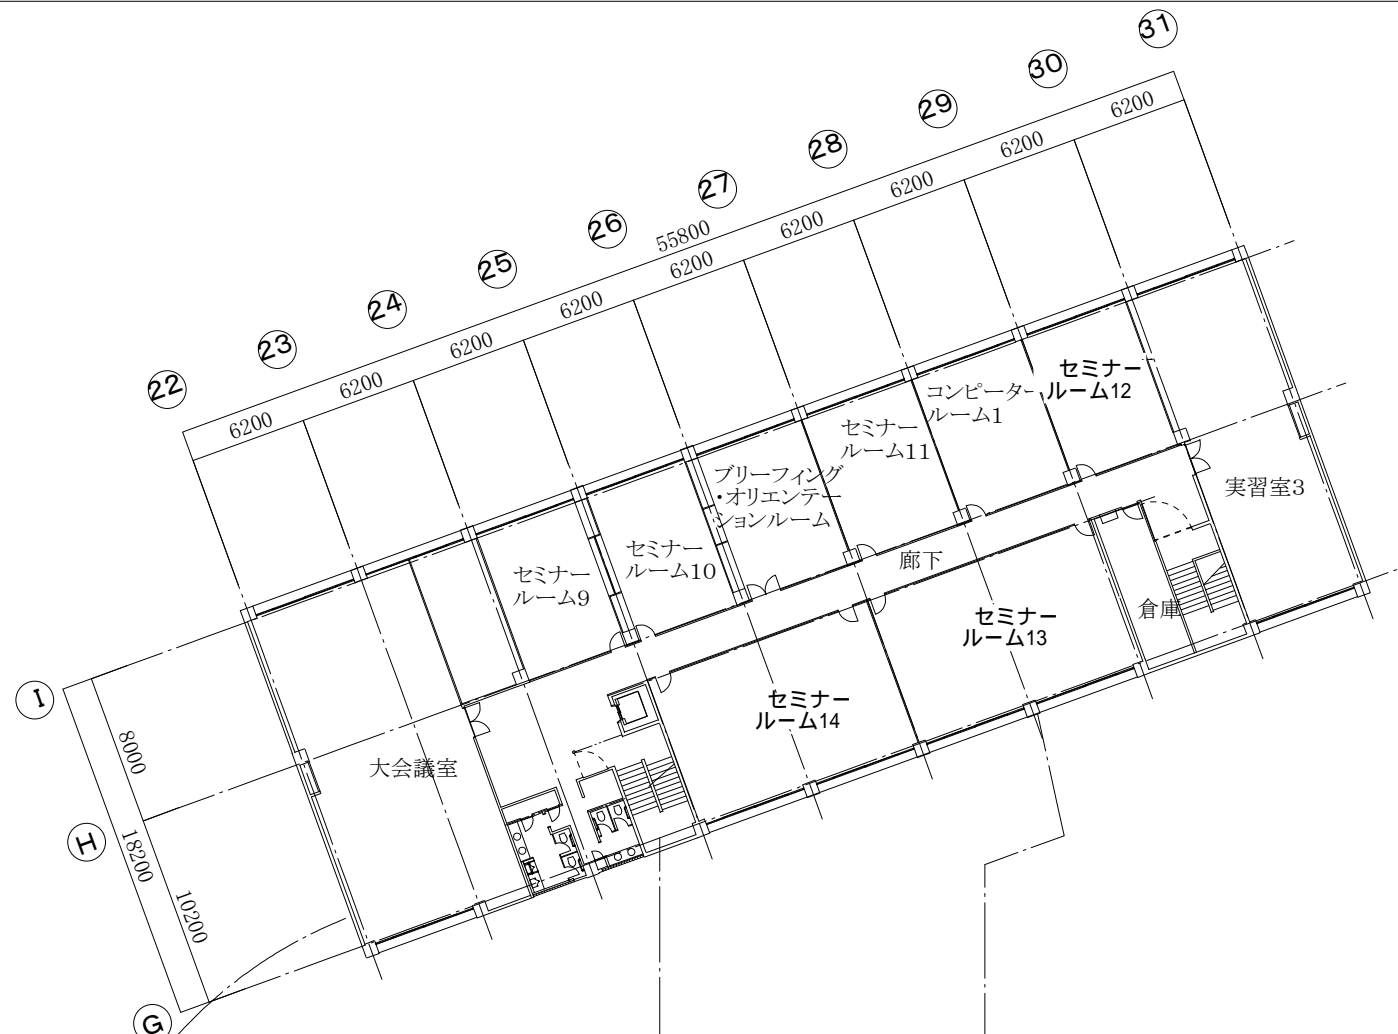 31
30
29
28
27
26
25
24
23
22
6200
6200
6200
6200
6200
6200
6200
6200
6200
55800
セミナー
ルーム12
コンピーター
ルーム1
セミナー
ルーム11
ブリーフィング
・オリエンテー
ションルーム
セミナー
ルーム10
セミナー
ルーム9
実習室3
廊下
倉庫
セミナー
ルーム13
セミナー
ルーム14
大会議室
I
H
G
8000
18200
10200